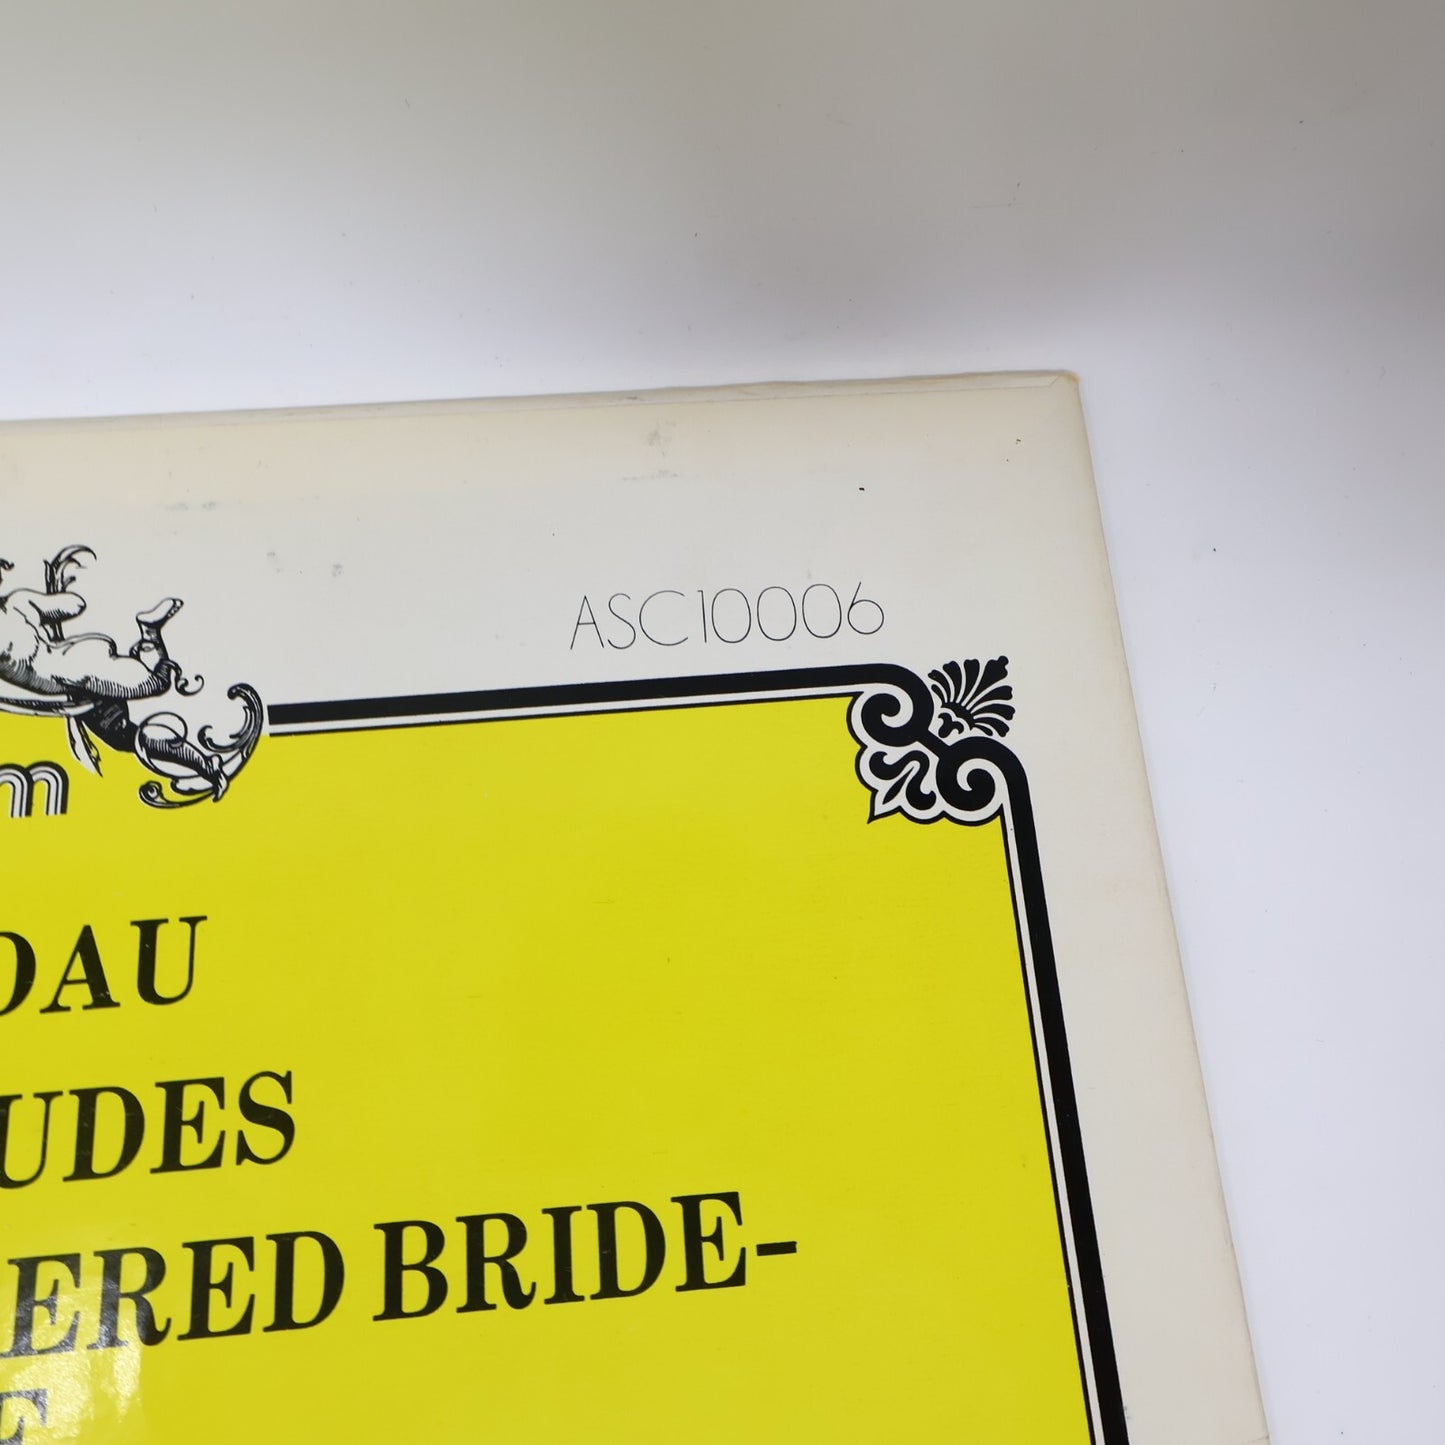 ASC10006
m
DAU
UDES
ERED BRIDE-
E